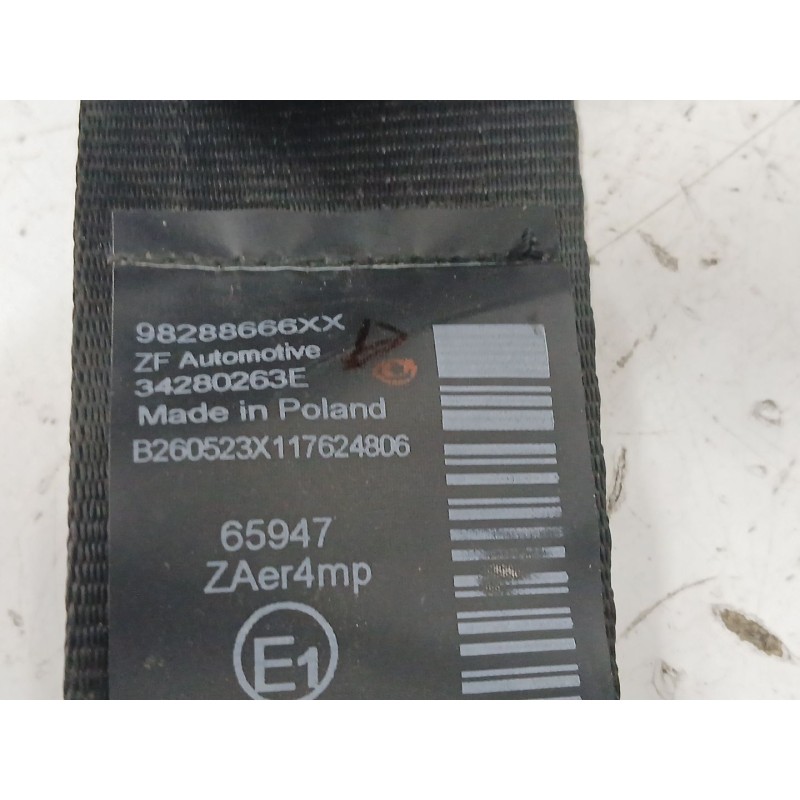 98288666XX
ZF Automotive
34280263E
Made in Poland
B260523X117624806
65947
ZAer4mp
E1